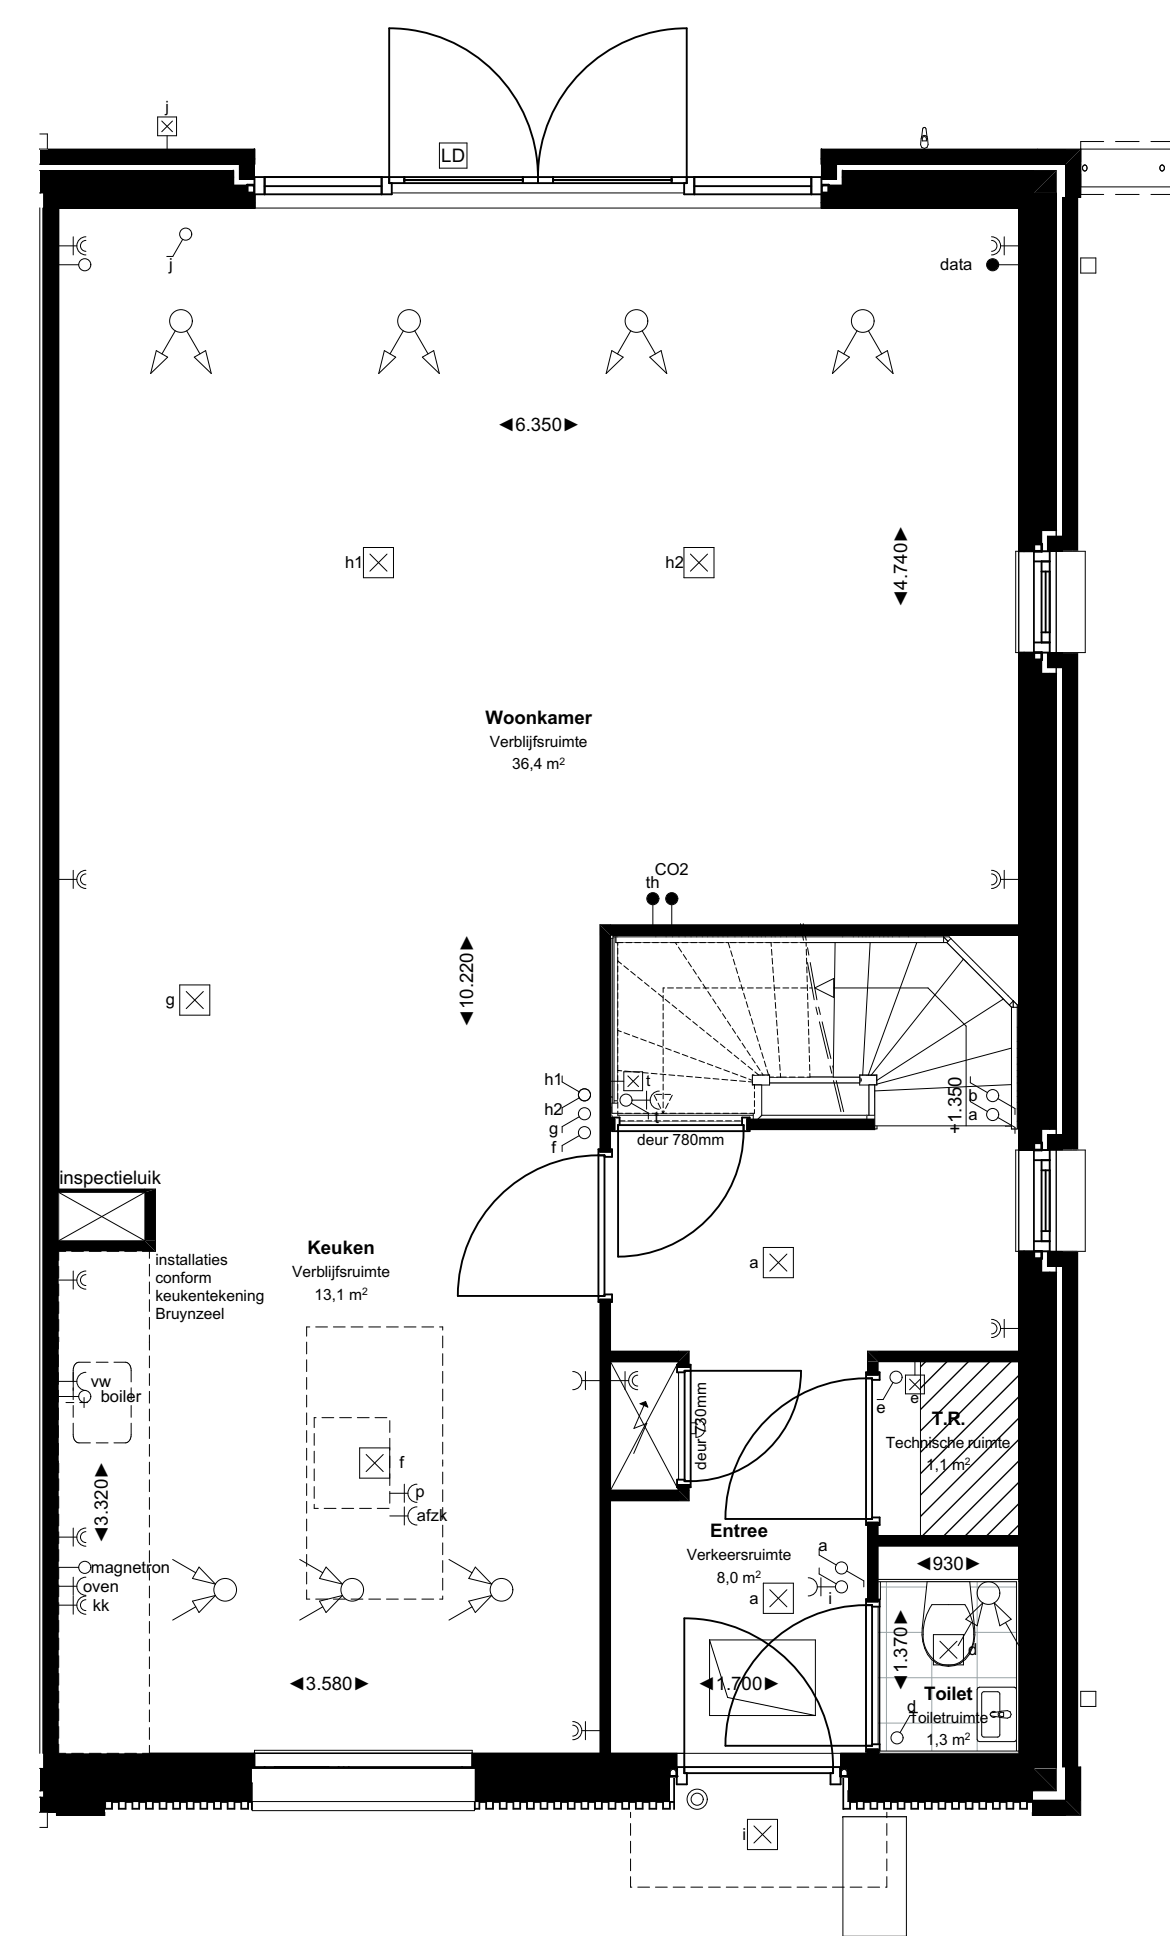 j
LD
j
data
6.350
h1
h2
4.740
Woonkamer
Verblijfsruimte
36,4 m²
CO2
th
10.220
g
h1
h2
g
f
t
t
+1.350
b
a
deur 780mm
inspectieluik
installaties
conform
keukentekening
Bruynzeel
Keuken
Verblijfsruimte
13,1 m²
a
vw
boiler
deur 730mm
e
e
T.R.
Technische ruimte
1,1 m²
3.320
f
p
afzk
Entree
Verkeersruimte
8,0 m²
a
a
i
magnetron
oven
kk
930
1.370
d
3.580
1.700
Toilet
d
Toiletruimte
1,3 m²
i